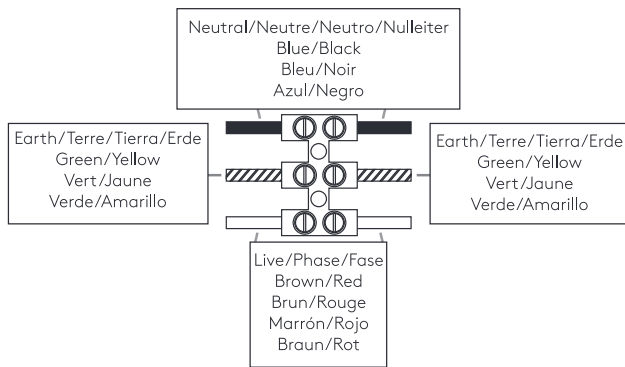 Neutral/Neutre/Neutro/Nulleiter
Blue/Black
Bleu/Noir
Azul/Negro
Earth/Terre/Tierra/Erde
Green/Yellow
Vert/Jaune
Verde/Amarillo
Earth/Terre/Tierra/Erde
Green/Yellow
Vert/Jaune
Verde/Amarillo
Live/Phase/Fase
Brown/Red
Brun/Rouge
Marrón/Rojo
Braun/Rot